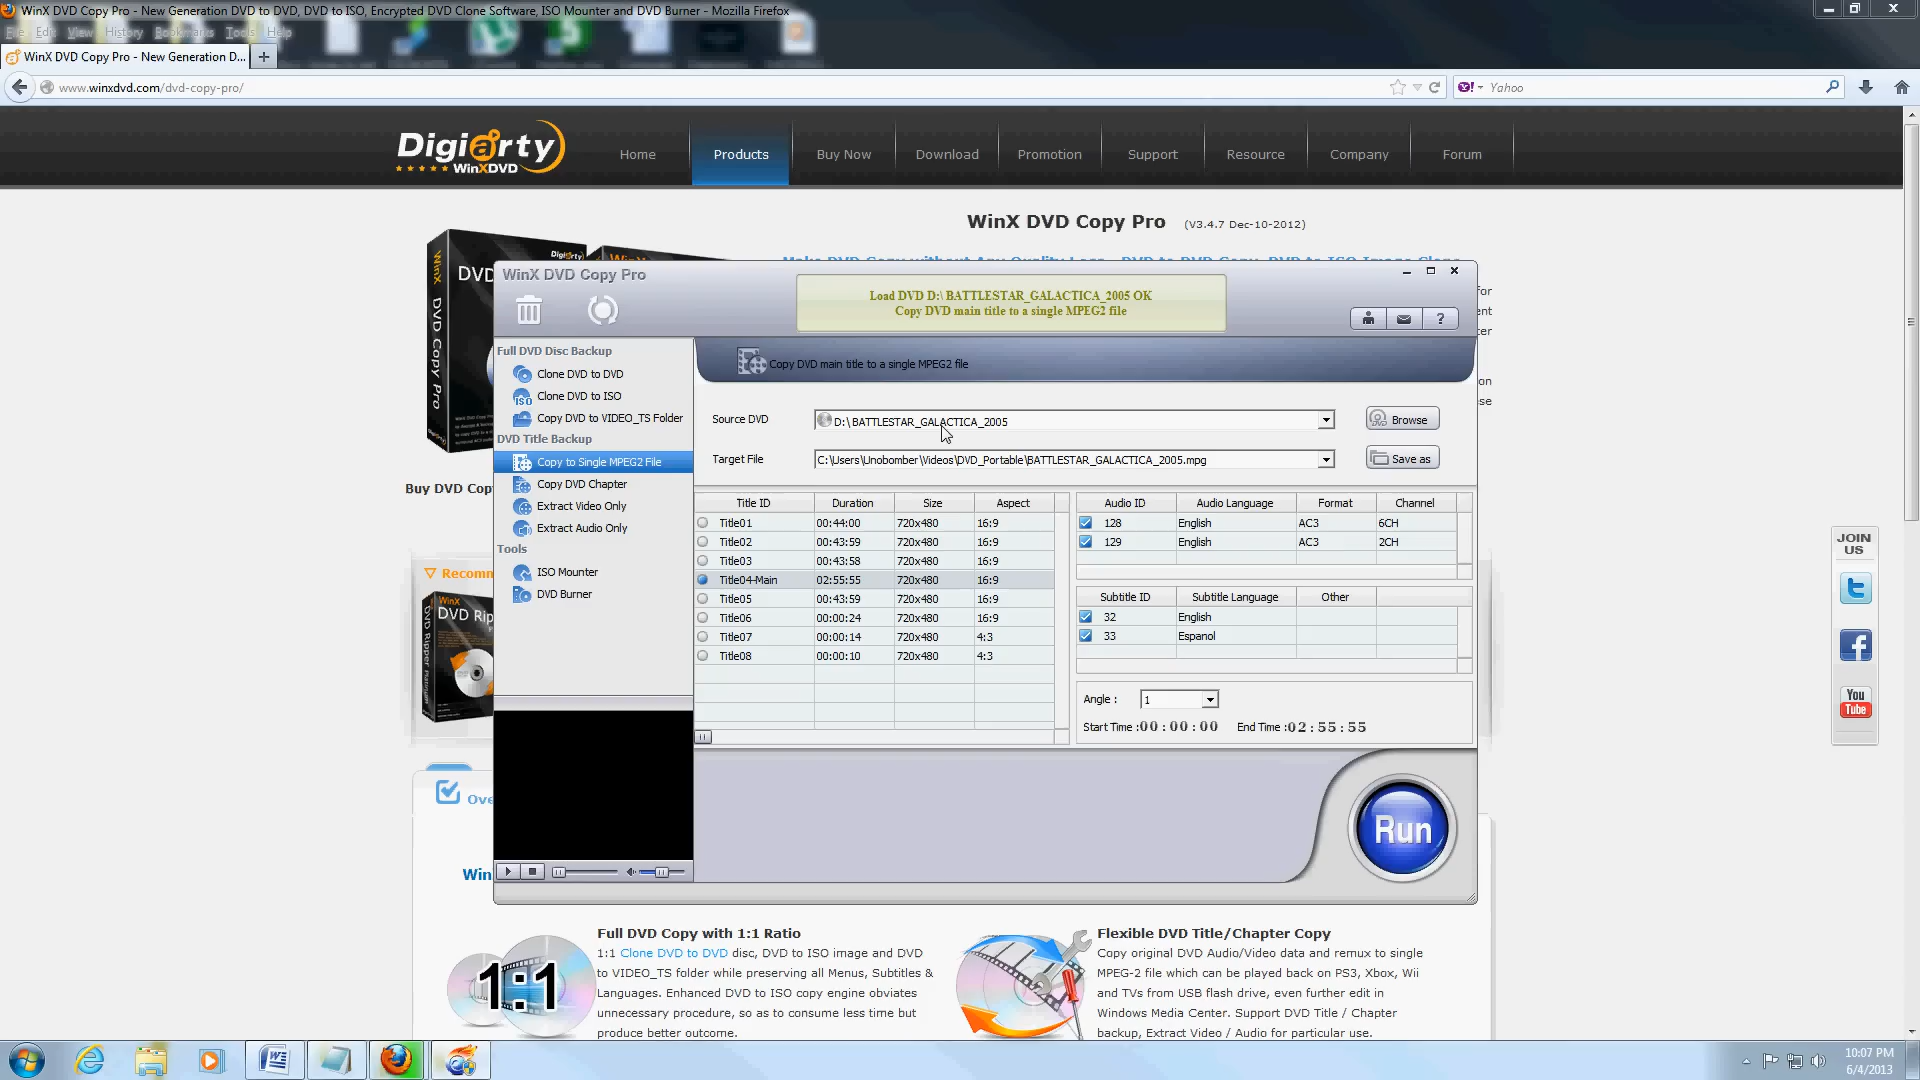 WinX DVD Copy Pro - New Generation DVD to DVD, DVD to ISO, Encrypted DVD Clone Software, ISO Mounter and DVD Burner - Mozilla Firefox
File Edit View History Bookmarks Tools Help
WinX DVD Copy Pro - New Generation D...
www.winxdvd.com/dvd-copy-pro/
Yahoo
Digiarty
WinXDVD
Home
Products
Buy Now
Download
Promotion
Support
Resource
Company
Forum
WinX DVD Copy Pro (V3.4.7 Dec-10-2012)
WinX DVD Copy Pro
Load DVD D:\ BATTLESTAR_GALACTICA_2005 OK
Copy DVD main title to a single MPEG2 file
Full DVD Disc Backup
Clone DVD to DVD
Clone DVD to ISO
Copy DVD to VIDEO_TS Folder
DVD Title Backup
Copy to Single MPEG2 File
Copy DVD Chapter
Extract Video Only
Extract Audio Only
Tools
ISO Mounter
DVD Burner
Copy DVD main title to a single MPEG2 file
Source DVD
D:\BATTLESTAR_GALACTICA_2005
Browse
Target File
C:\Users\Unobomber\Videos\DVD_Portable\BATTLESTAR_GALACTICA_2005.mpg
Save as
Title ID Duration Size Aspect
Title01 00:44:00 720x480 16:9
Title02 00:43:59 720x480 16:9
Title03 00:43:58 720x480 16:9
Title04-Main 02:55:55 720x480 16:9
Title05 00:43:59 720x480 16:9
Title06 00:00:24 720x480 16:9
Title07 00:00:14 720x480 4:3
Title08 00:00:10 720x480 4:3
Audio ID Audio Language Format Channel
128 English AC3 6CH
129 English AC3 2CH
Subtitle ID Subtitle Language Other
32 English
33 Espanol
Angle : 1
Start Time :00:00:00 End Time :02:55:55
Run
DVD Copy Pro
Buy DVD Cop
Recomm
WinX
DVD Rip
Ove
Win
JOIN
US
You
Tube
1:1
Full DVD Copy with 1:1 Ratio
1:1 Clone DVD to DVD disc, DVD to ISO image and DVD
to VIDEO_TS folder while preserving all Menus, Subtitles &
Languages. Enhanced DVD to ISO copy engine obviates
unnecessary procedure, so as to consume less time but
produce better outcome.
Flexible DVD Title/Chapter Copy
Copy original DVD Audio/Video data and remux to single
MPEG-2 file which can be played back on PS3, Xbox, Wii
and TVs from USB flash drive, even further edit in
Windows Media Center. Support DVD Title / Chapter
backup, Extract Video / Audio for particular use.
10:07 PM
6/4/2013